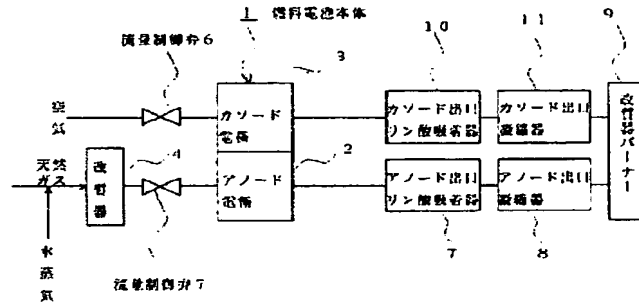 1 燃料電池本体
流量制御弁6
3
10
11
9
空気
カソード
電極
カソード出口
リン酸吸着器
カソード出口
凝縮器
改質器バーナー
天然
ガス
改質器
4
2
アノード
電極
アノード出口
リン酸吸着器
アノード出口
凝縮器
水蒸気
流量制御弁7
7
8